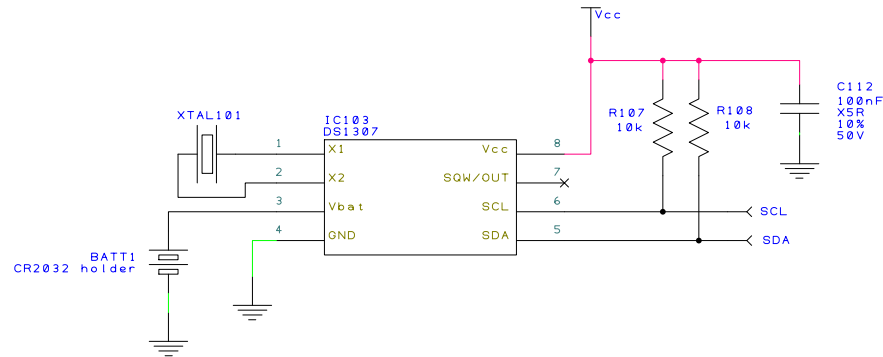 Vcc
C112
100nF
X5R
10%
50V
R107
10k
R108
10k
XTAL101
IC103
DS1307
1
X1
Vcc
8
2
X2
SQW/OUT
7
3
Vbat
SCL
6
SCL
4
GND
SDA
5
SDA
BATT1
CR2032 holder